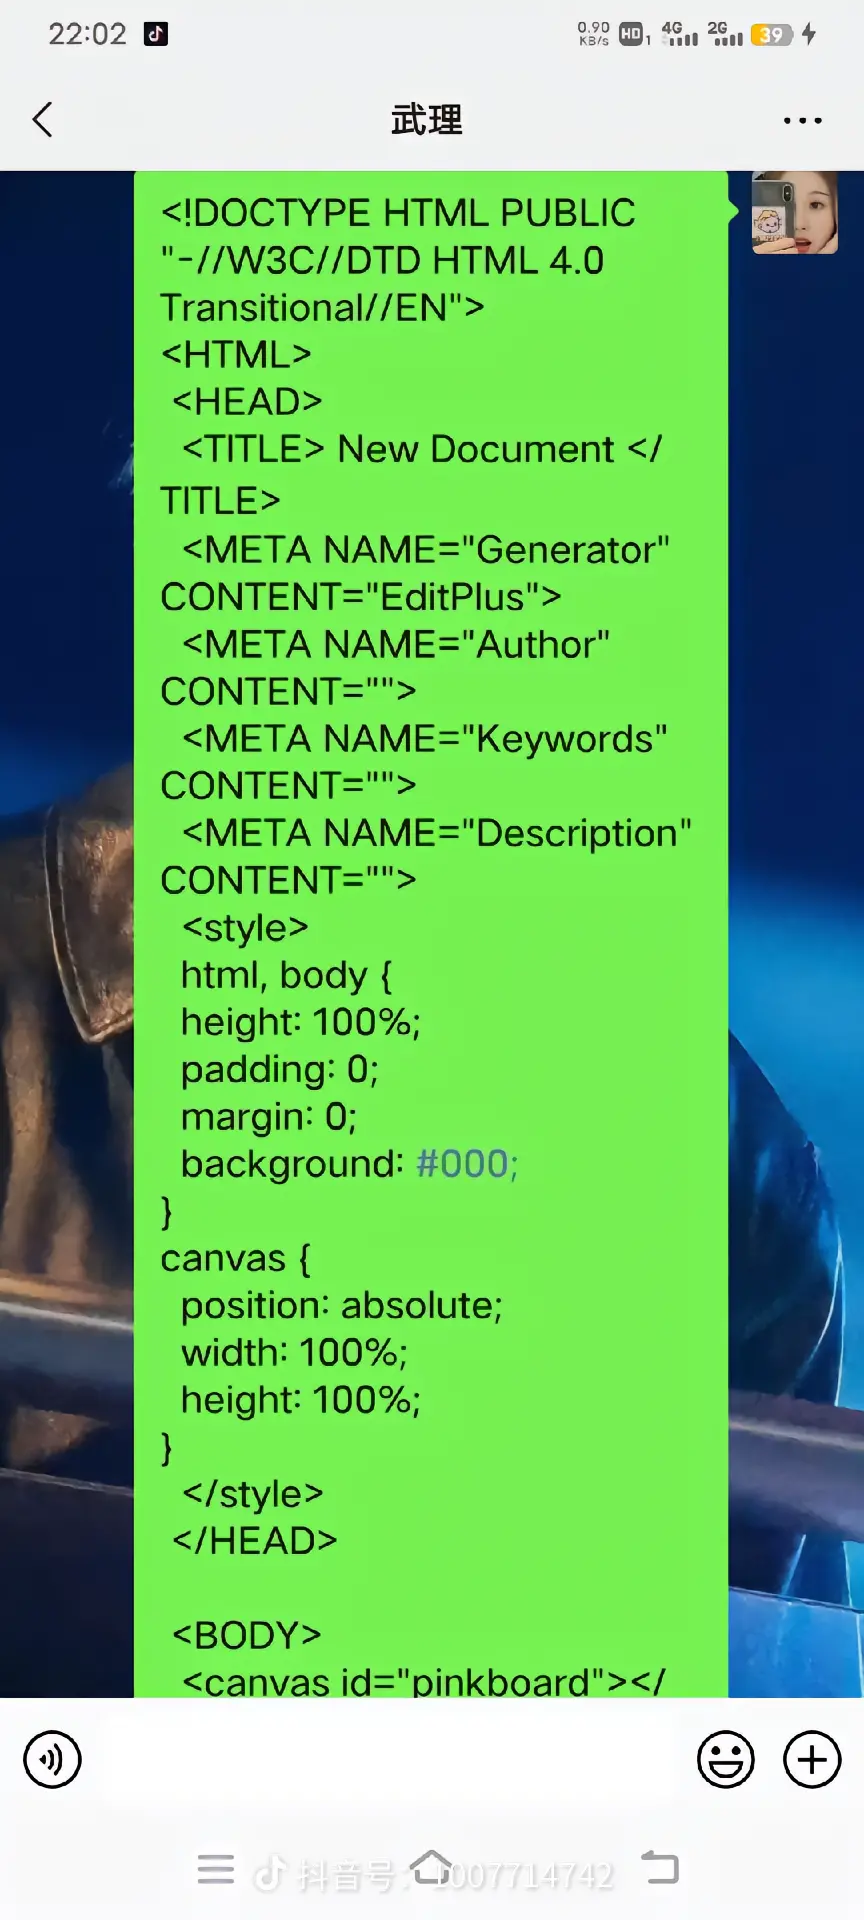 22:02
0.90
KB/s
HD 1
4G
2G
39
武理
<!DOCTYPE HTML PUBLIC
"-//W3C//DTD HTML 4.0
Transitional//EN">
<HTML>
<HEAD>
<TITLE> New Document </
TITLE>
<META NAME="Generator"
CONTENT="EditPlus">
<META NAME="Author"
CONTENT="">
<META NAME="Keywords"
CONTENT="">
<META NAME="Description"
CONTENT="">
<style>
html, body {
height: 100%;
padding: 0;
margin: 0;
background: #000;
}
canvas {
position: absolute;
width: 100%;
height: 100%;
}
</style>
</HEAD>
<BODY>
<canvas id="pinkboard"></
抖音号: 1007714742